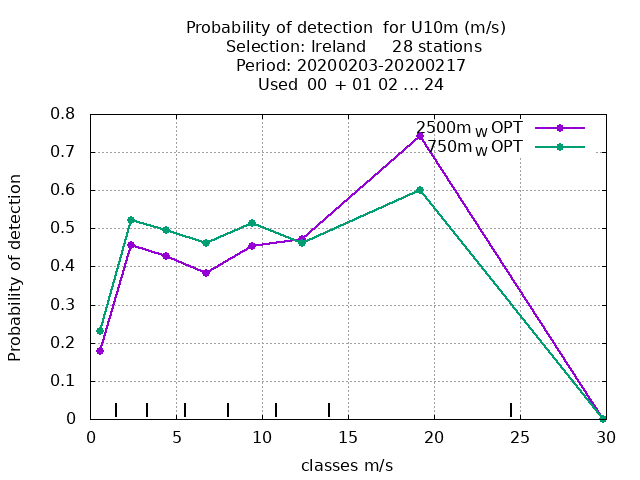 Probability of detection for U10m (m/s)
Selection: Ireland 28 stations
Period: 20200203-20200217
Used 00 + 01 02 ... 24
2500m W OPT
750m W OPT
0.8
0.7
0.6
0.5
0.4
0.3
0.2
0.1
0
Probability of detection
0 5 10 15 20 25 30
classes m/s